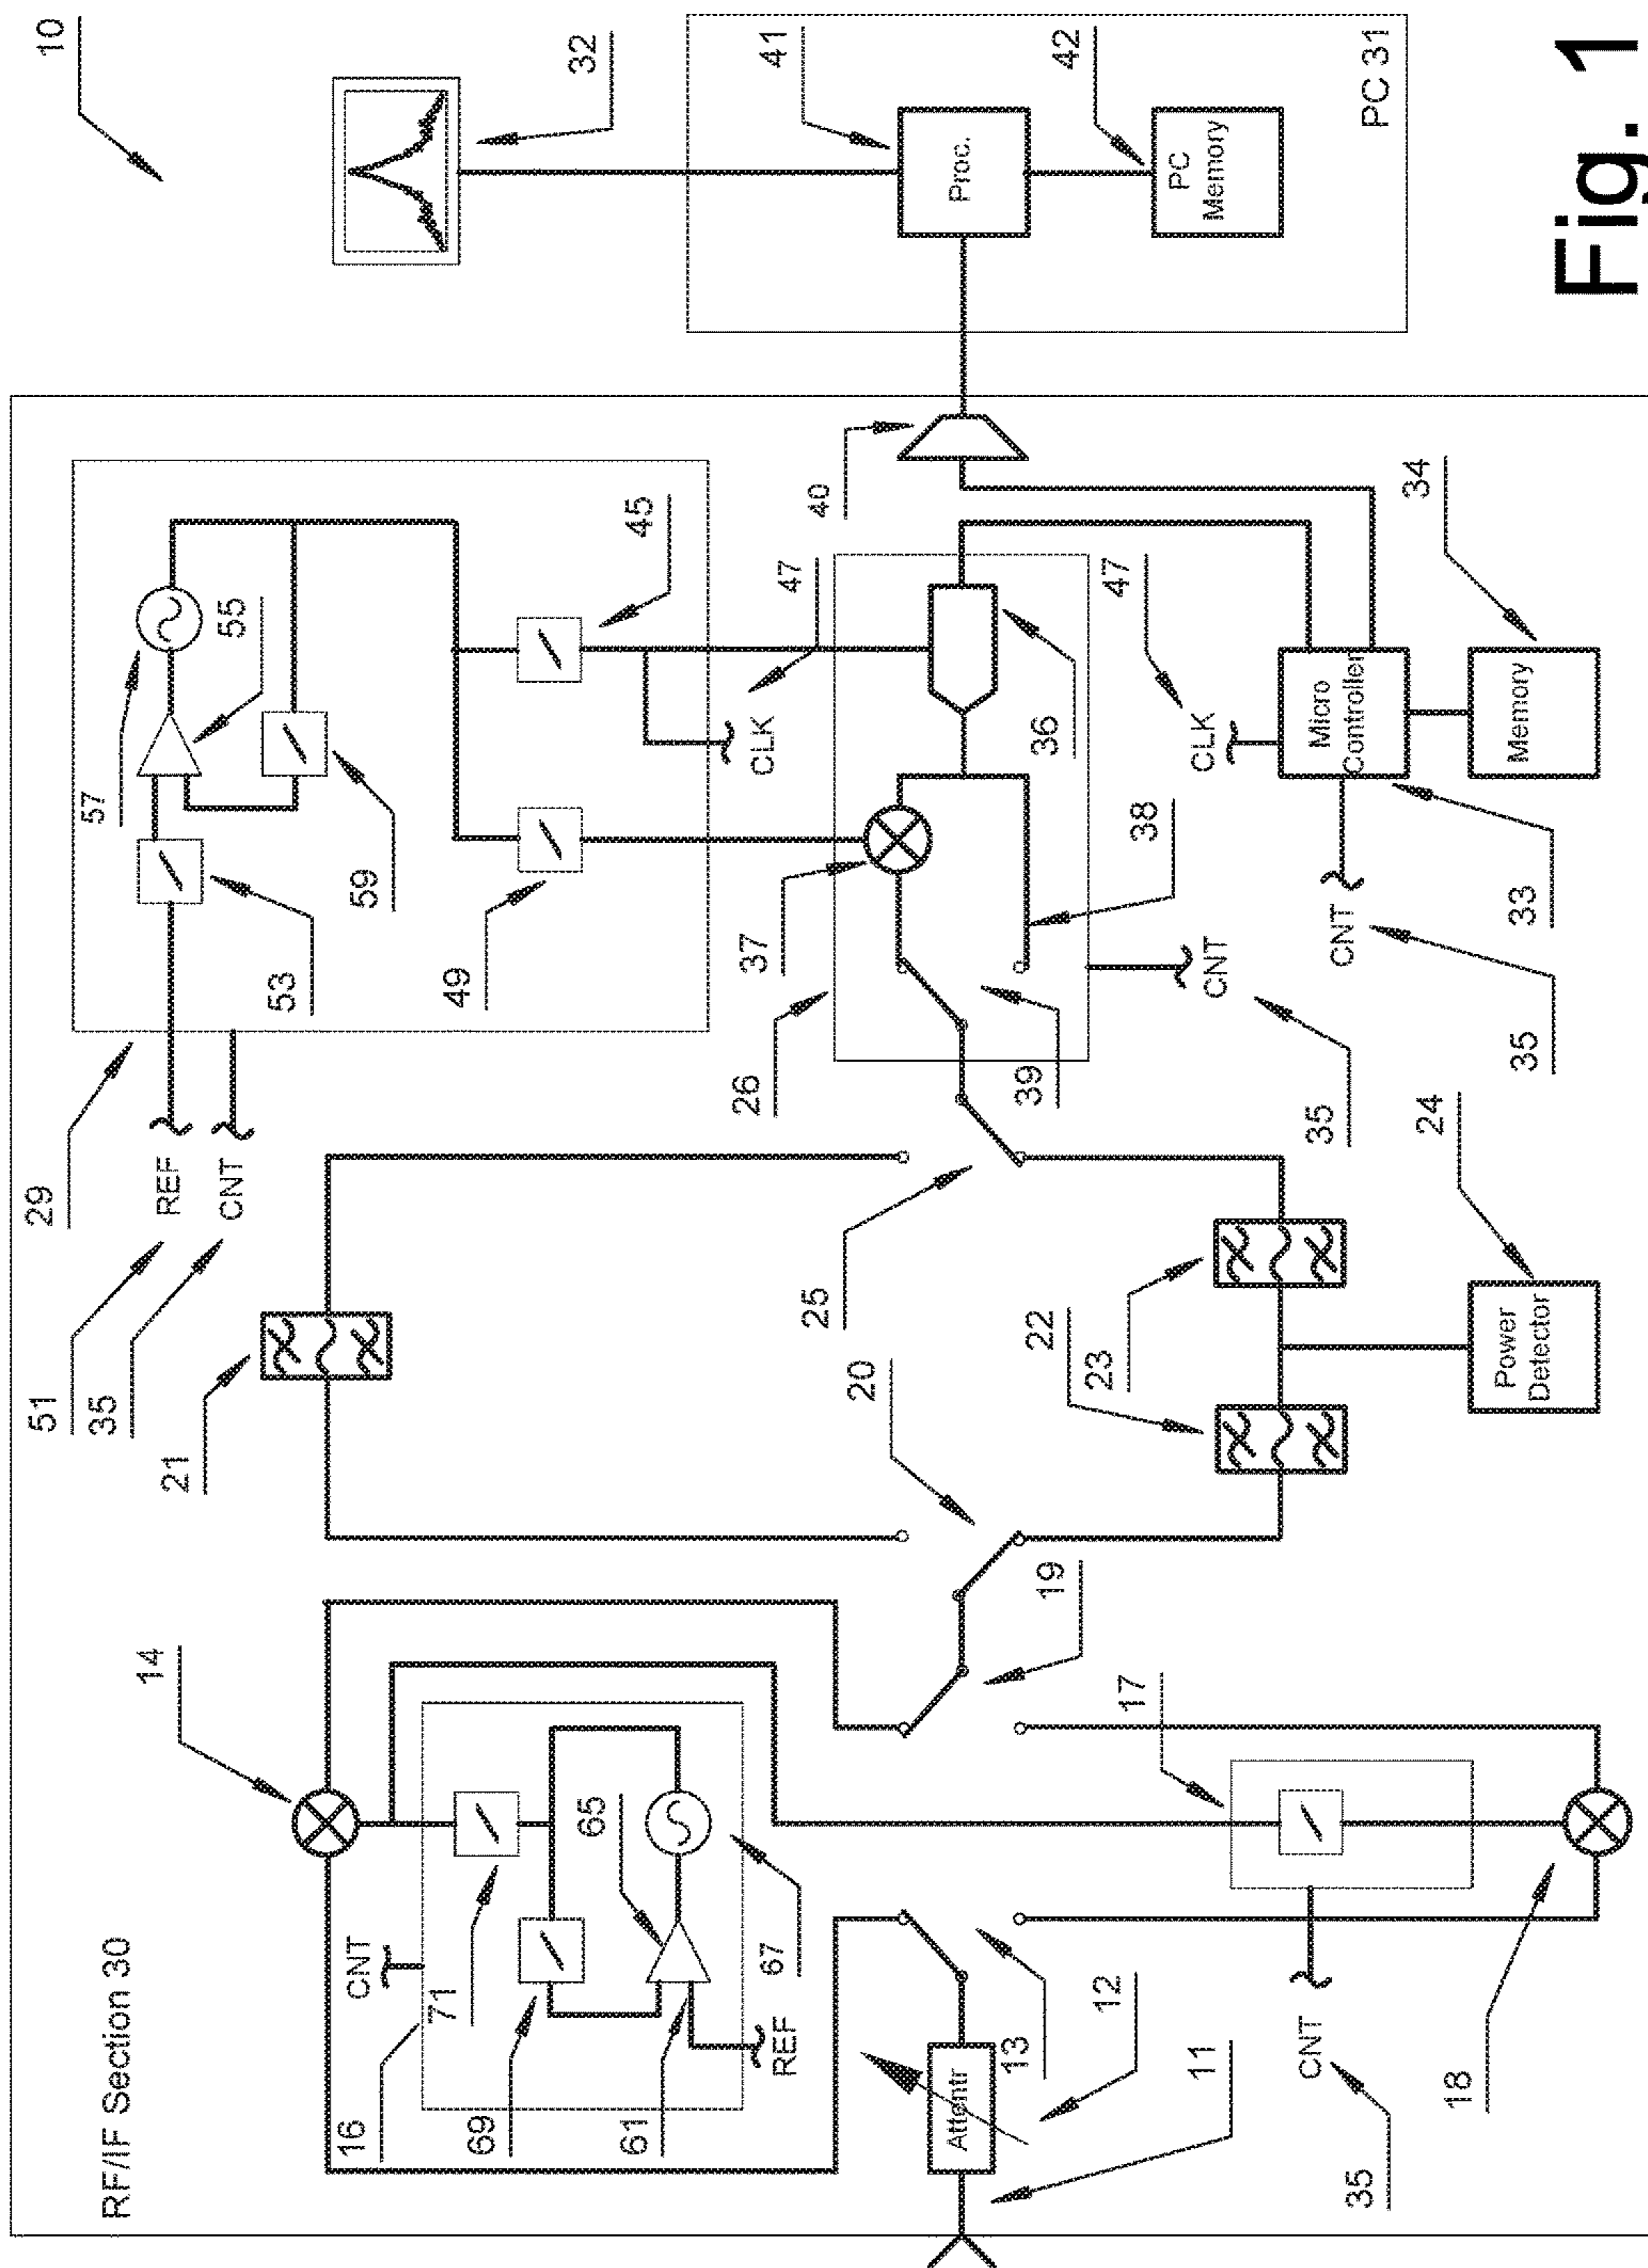 10
32
41
42
Proc.
PC
Memory
PC 31
Fig. 1
40
45
34
47
47
57
55
59
53
49
CLK
CLK
36
37
38
39
26
Micro
Controller
Memory
33
CNT
35
CNT
35
29
REF
CNT
51
35
21
25
20
22
23
24
Power
Detector
19
14
17
RF/IF Section 30
CNT
16
71
69
65
61
67
REF
Attentr
13
12
11
CNT
35
18